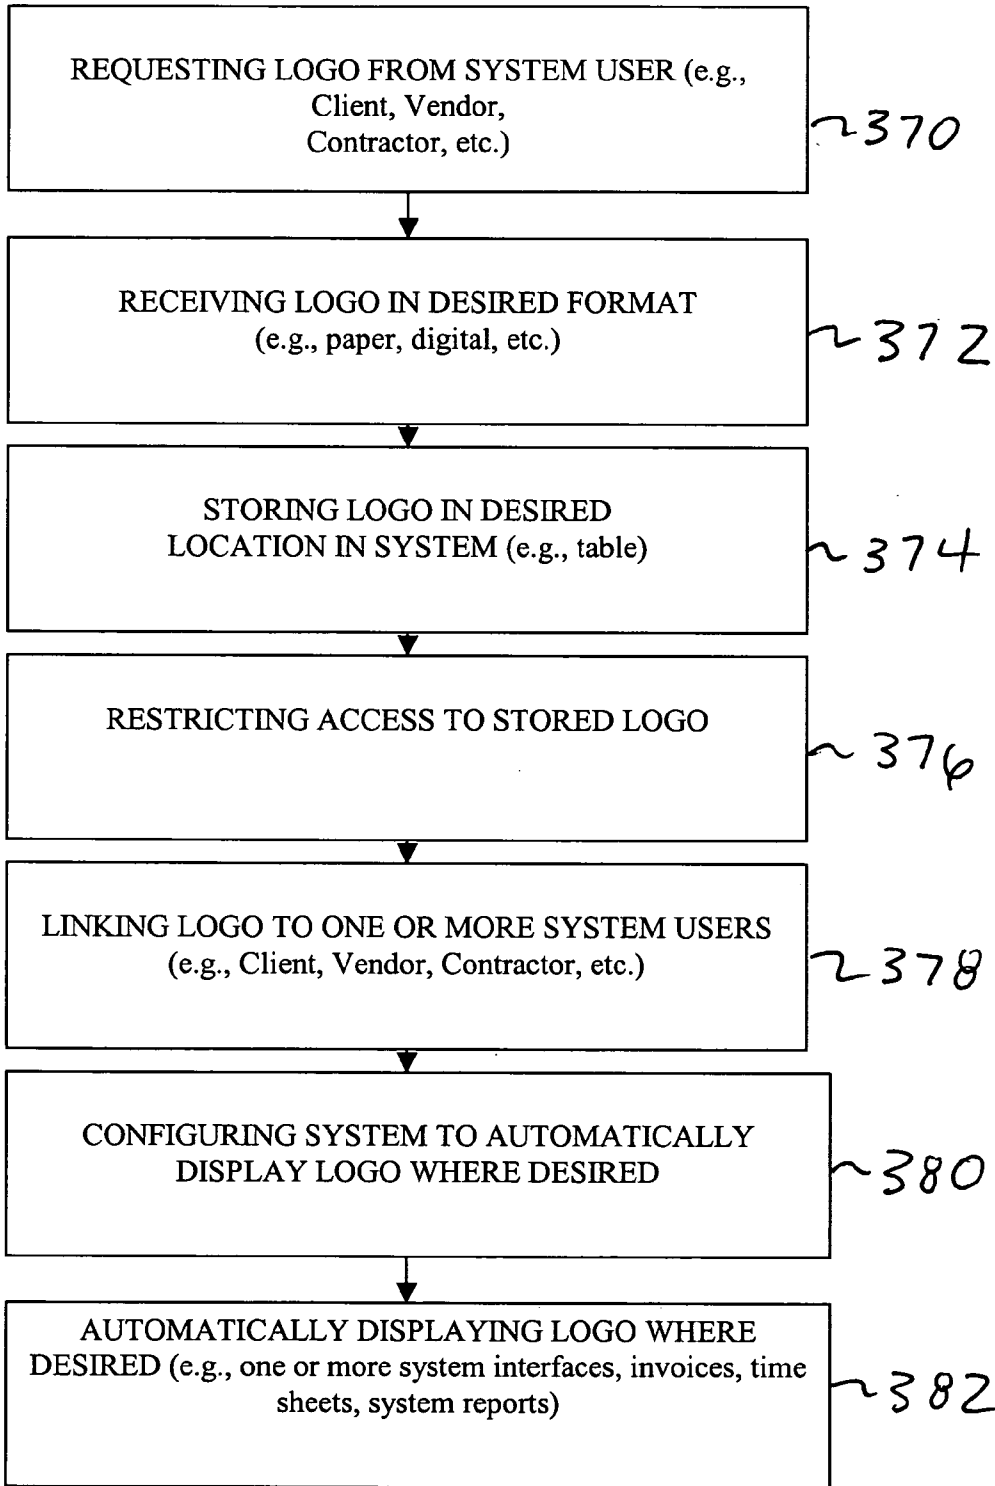 REQUESTING LOGO FROM SYSTEM USER (e.g.,
Client, Vendor,
Contractor, etc.)
~370
RECEIVING LOGO IN DESIRED FORMAT
(e.g., paper, digital, etc.)
~372
STORING LOGO IN DESIRED
LOCATION IN SYSTEM (e.g., table)
~374
RESTRICTING ACCESS TO STORED LOGO
~376
LINKING LOGO TO ONE OR MORE SYSTEM USERS
(e.g., Client, Vendor, Contractor, etc.)
~378
CONFIGURING SYSTEM TO AUTOMATICALLY
DISPLAY LOGO WHERE DESIRED
~380
AUTOMATICALLY DISPLAYING LOGO WHERE
DESIRED (e.g., one or more system interfaces, invoices, time
sheets, system reports)
~382